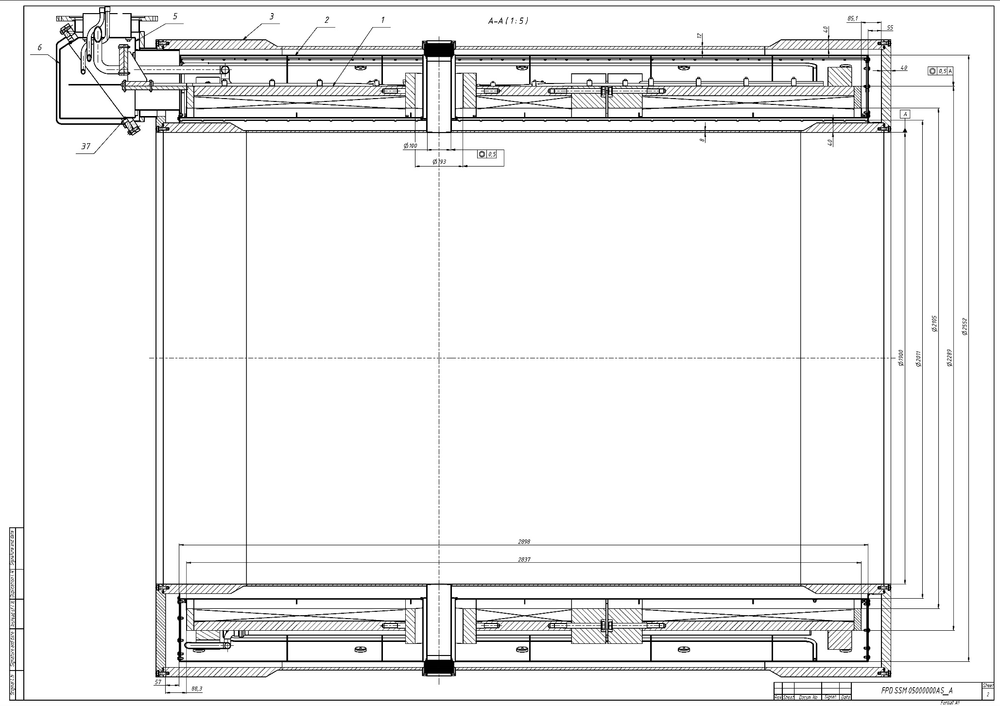 A-A ( 1 : 5 )
5
3
2
1
6
37
85,1
55
40
12
40
⌾ 0,5 A
A
8
40
Ø100
⌾ 0,5
Ø193
Ø2105
Ø2552
Ø1900
Ø2011
Ø2289
2898
2837
57
88,3
Signature and date
Duplication I. N
Instead of I. N
Signature and date
Original I. N
FPD SSM 05000000AS_A
Sheet
2
Rev Sheet Docum No Signat. Date
Format A1